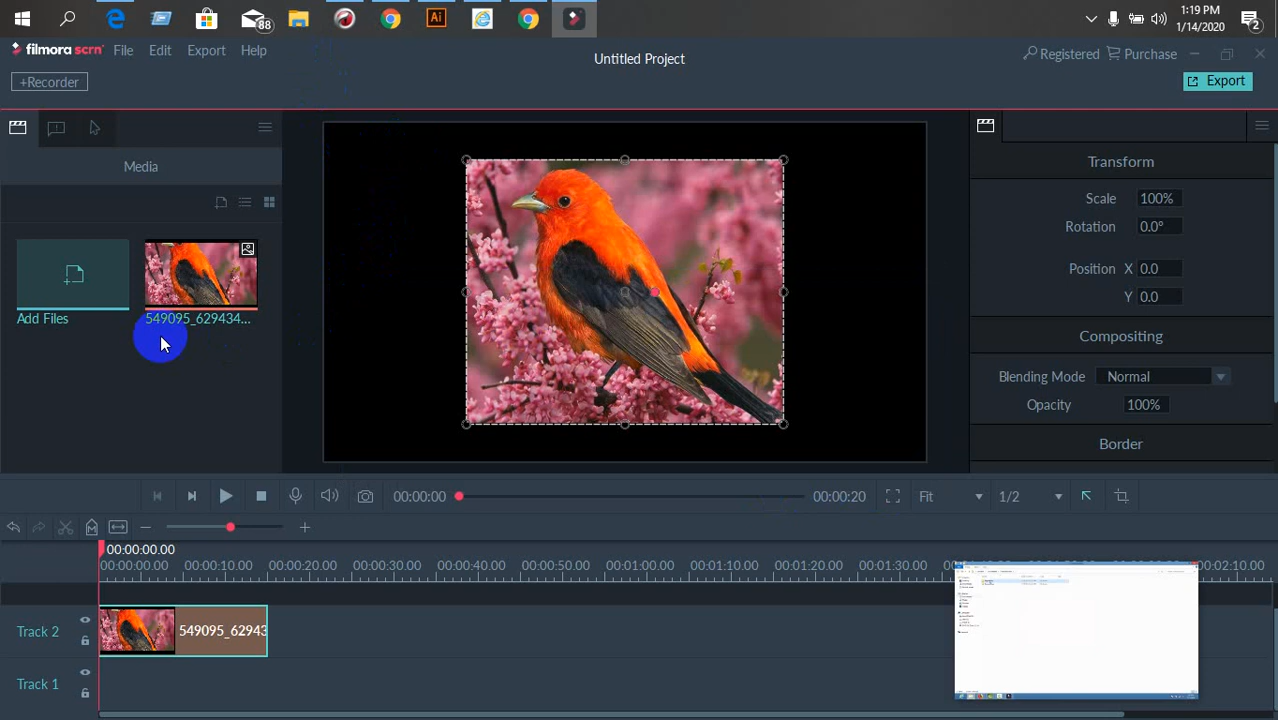 88
Ai
1:19 PM
1/14/2020
2
filmora scrn
File
Edit
Export
Help
Untitled Project
Registered
Purchase
+Recorder
Export
Media
Transform
Scale
100%
Rotation
0.0°
Position
X
0.0
Y
0.0
Add Files
549095_629434...
Compositing
Blending Mode
Normal
Opacity
100%
Border
00:00:00
00:00:20
Fit
1/2
00:00:00.00
00:00:00.00
00:00:10.00
00:00:20.00
00:00:30.00
00:00:40.00
00:00:50.00
00:01:00.00
00:01:10.00
00:01:20.00
00:01:30.00
00:02:10.00
Track 2
549095_62943
Track 1